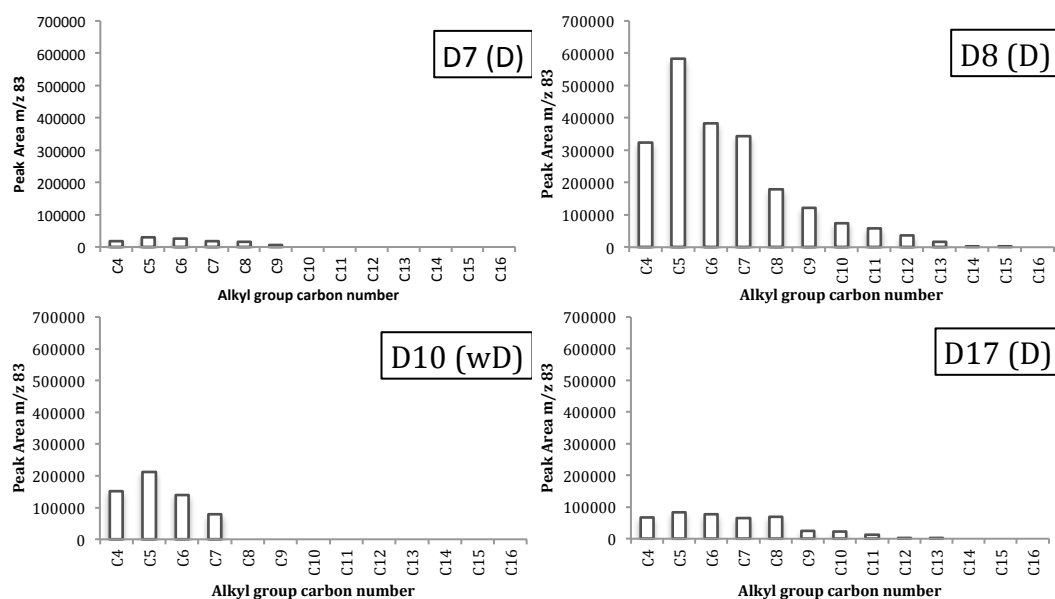 700000
600000
500000
400000
300000
200000
100000
0
Peak Area m/z 83
D7 (D)
C4 C5 C6 C7 C8 C9 C10 C11 C12 C13 C14 C15 C16
Alkyl group carbon number
700000
600000
500000
400000
300000
200000
100000
0
Peak Area m/z 83
D8 (D)
C4 C5 C6 C7 C8 C9 C10 C11 C12 C13 C14 C15 C16
Alkyl group carbon number
700000
600000
500000
400000
300000
200000
100000
0
Peak Area m/z 83
D10 (wD)
C4 C5 C6 C7 C8 C9 C10 C11 C12 C13 C14 C15 C16
Alkyl group carbon number
700000
600000
500000
400000
300000
200000
100000
0
Peak Area m/z 83
D17 (D)
C4 C5 C6 C7 C8 C9 C10 C11 C12 C13 C14 C15 C16
Alkyl group carbon number